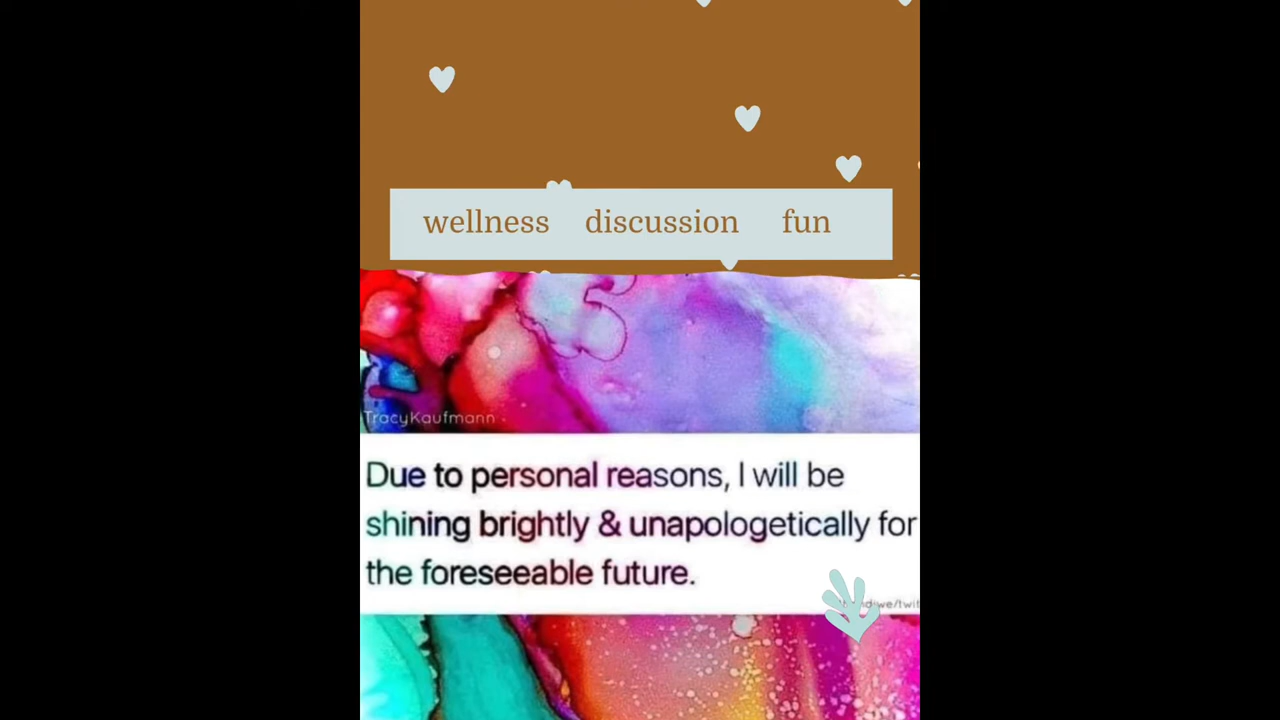 wellness discussion fun
TracyKaufmann
Due to personal reasons, I will be
shining brightly & unapologetically for
the foreseeable future.